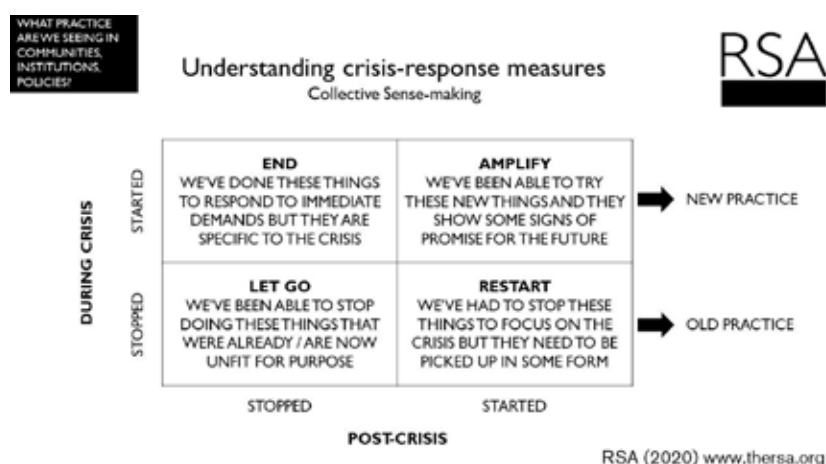 WHAT PRACTICE
ARE WE SEEING IN
COMMUNITIES,
INSTITUTIONS,
POLICIES?
Understanding crisis-response measures
Collective Sense-making
RSA
DURING CRISIS
STARTED
END
WE'VE DONE THESE THINGS
TO RESPOND TO IMMEDIATE
DEMANDS BUT THEY ARE
SPECIFIC TO THE CRISIS
AMPLIFY
WE'VE BEEN ABLE TO TRY
THESE NEW THINGS AND THEY
SHOW SOME SIGNS OF
PROMISE FOR THE FUTURE
NEW PRACTICE
STOPPED
LET GO
WE'VE BEEN ABLE TO STOP
DOING THESE THINGS THAT
WERE ALREADY / ARE NOW
UNFIT FOR PURPOSE
RESTART
WE'VE HAD TO STOP THESE
THINGS TO FOCUS ON THE
CRISIS BUT THEY NEED TO BE
PICKED UP IN SOME FORM
OLD PRACTICE
STOPPED
STARTED
POST-CRISIS
RSA (2020) www.thersa.org